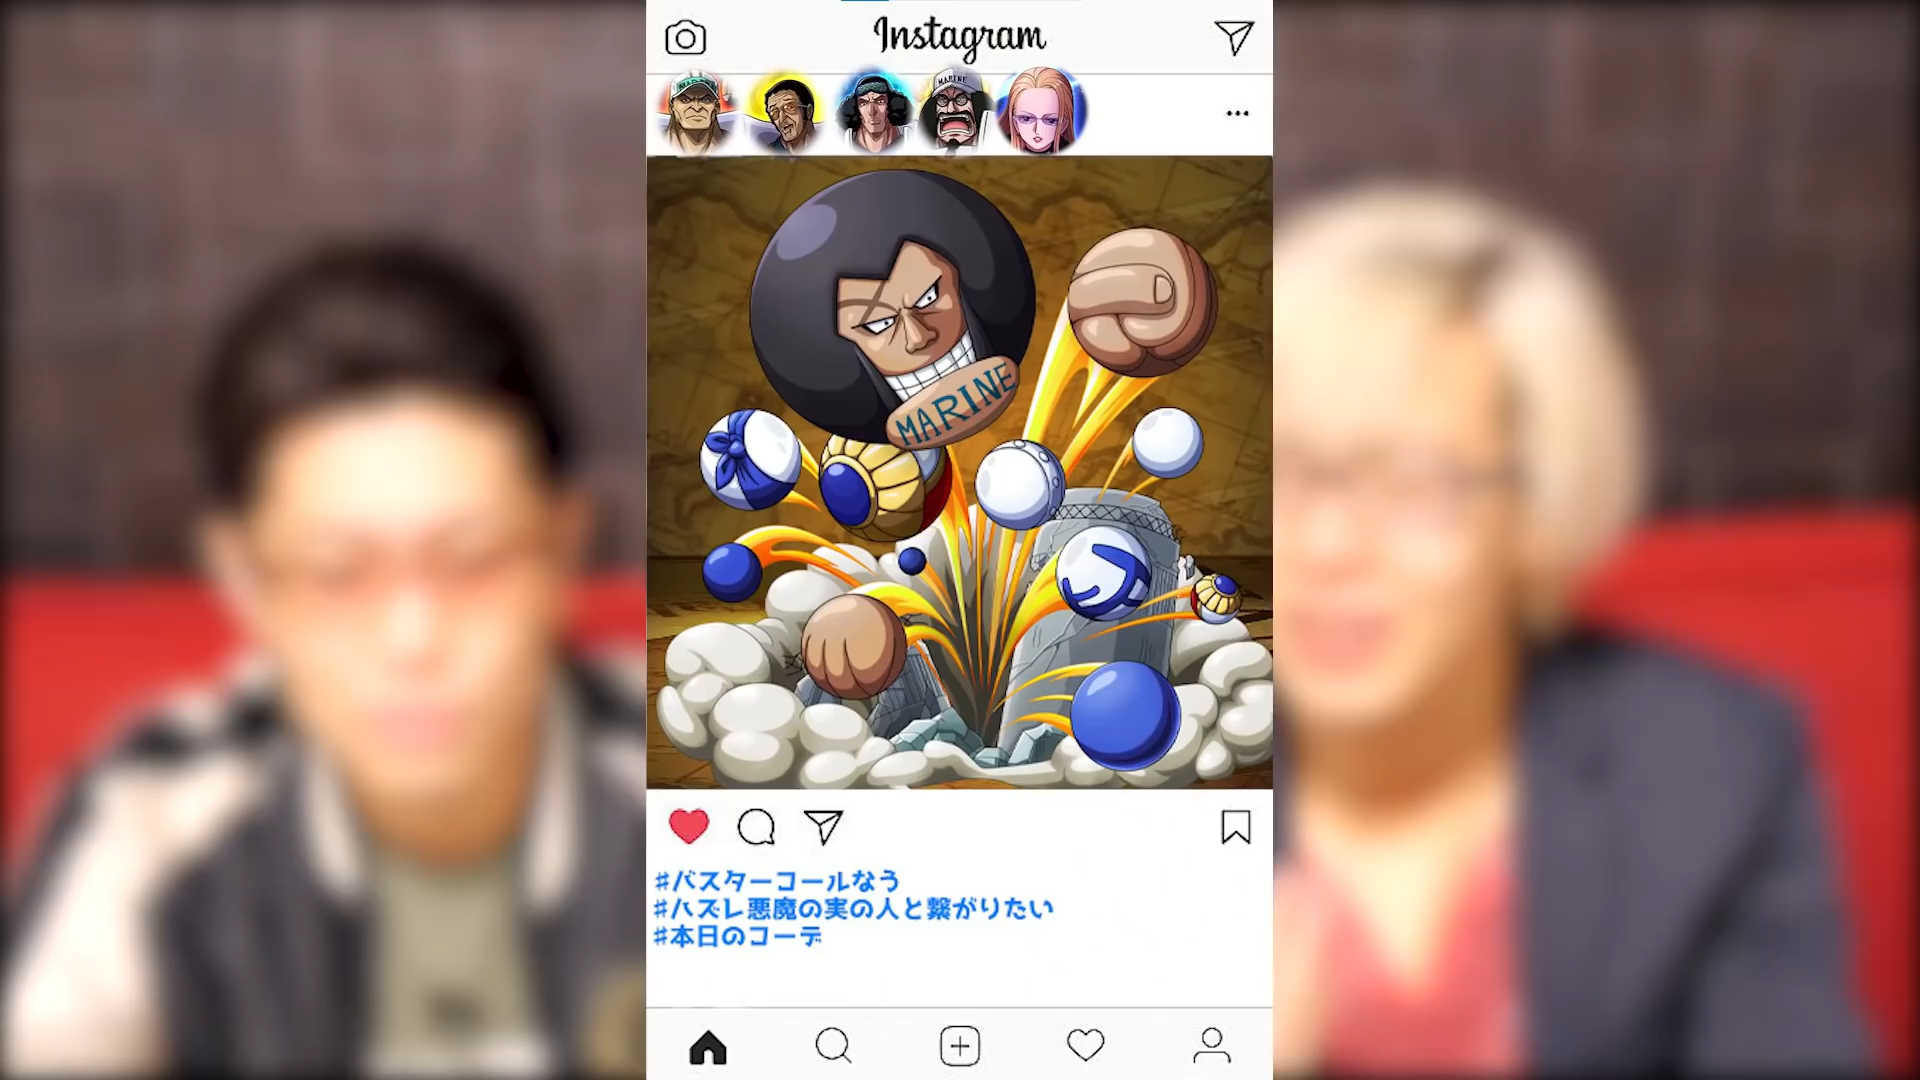 Instagram
MARINE
MARINE
#バスターコールなう
#ハズレ悪魔の実の人と繋がりたい
#本日のコーデ